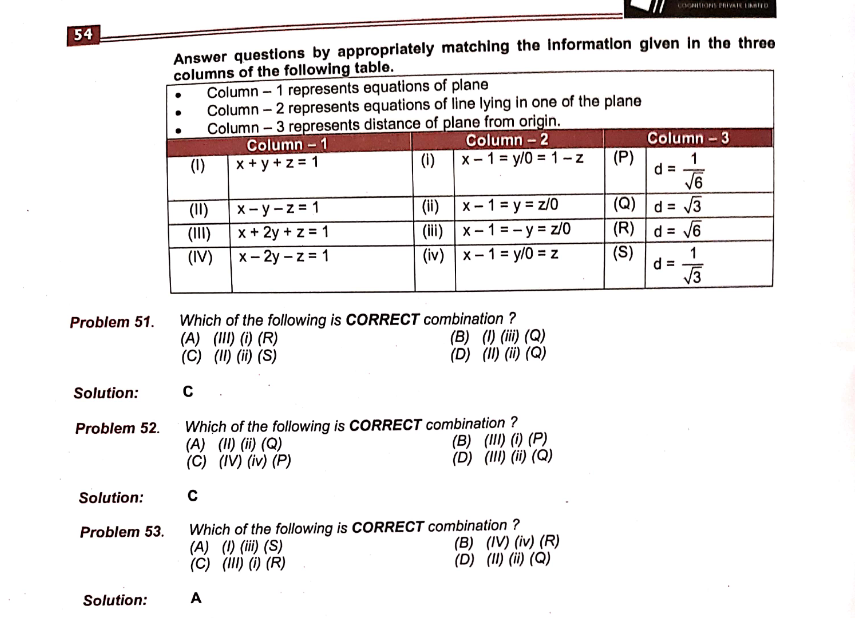 COGNITIONS PRIVATE LIMITED
54
Answer questions by appropriately matching the Information given in the three
columns of the following table.
• Column – 1 represents equations of plane
• Column – 2 represents equations of line lying in one of the plane
• Column – 3 represents distance of plane from origin.
Column – 1 Column – 2 Column – 3
(I) x + y + z = 1 (i) x – 1 = y/0 = 1 – z (P) d = 1/√6
(II) x – y – z = 1 (ii) x – 1 = y = z/0 (Q) d = √3
(III) x + 2y + z = 1 (iii) x – 1 = – y = z/0 (R) d = √6
(IV) x – 2y – z = 1 (iv) x – 1 = y/0 = z (S) d = 1/√3
Problem 51. Which of the following is CORRECT combination ?
(A) (III) (i) (R) (B) (I) (iii) (Q)
(C) (II) (ii) (S) (D) (II) (ii) (Q)
Solution: C
Problem 52. Which of the following is CORRECT combination ?
(A) (II) (ii) (Q) (B) (III) (i) (P)
(C) (IV) (iv) (P) (D) (III) (ii) (Q)
Solution: C
Problem 53. Which of the following is CORRECT combination ?
(A) (I) (iii) (S) (B) (IV) (iv) (R)
(C) (III) (i) (R) (D) (II) (ii) (Q)
Solution: A